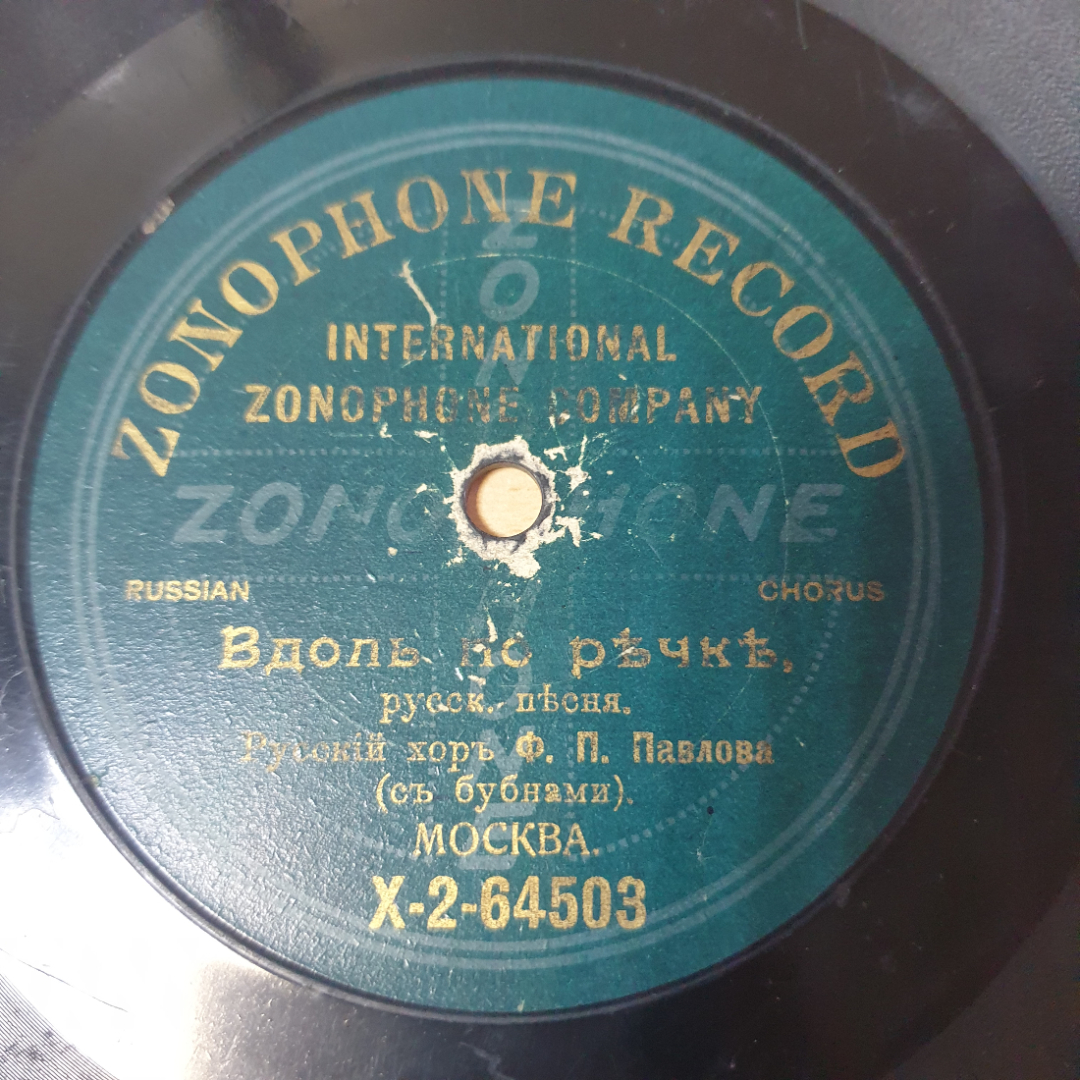 ZONOPHONE RECORD
INTERNATIONAL
ZONOPHONE COMPANY
ZONOPHONE
ZONOPHONE
RUSSIAN CHORUS
Вдоль по рѣчкѣ,
русск. пѣсня.
Русскій хоръ Ф. П. Павлова
(съ бубнами).
МОСКВА.
X-2-64503